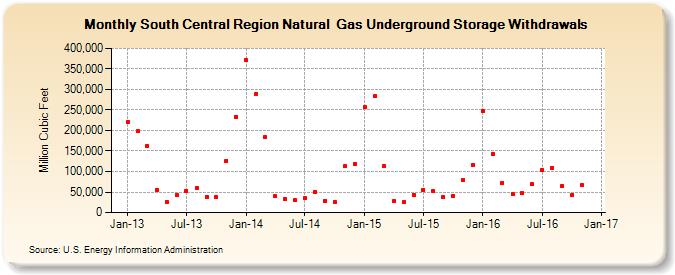 Monthly South Central Region Natural  Gas Underground Storage Withdrawals
Million Cubic Feet
400,000
350,000
300,000
250,000
200,000
150,000
100,000
50,000
0
Jan-13 Jul-13 Jan-14 Jul-14 Jan-15 Jul-15 Jan-16 Jul-16 Jan-17
Source: U.S. Energy Information Administration